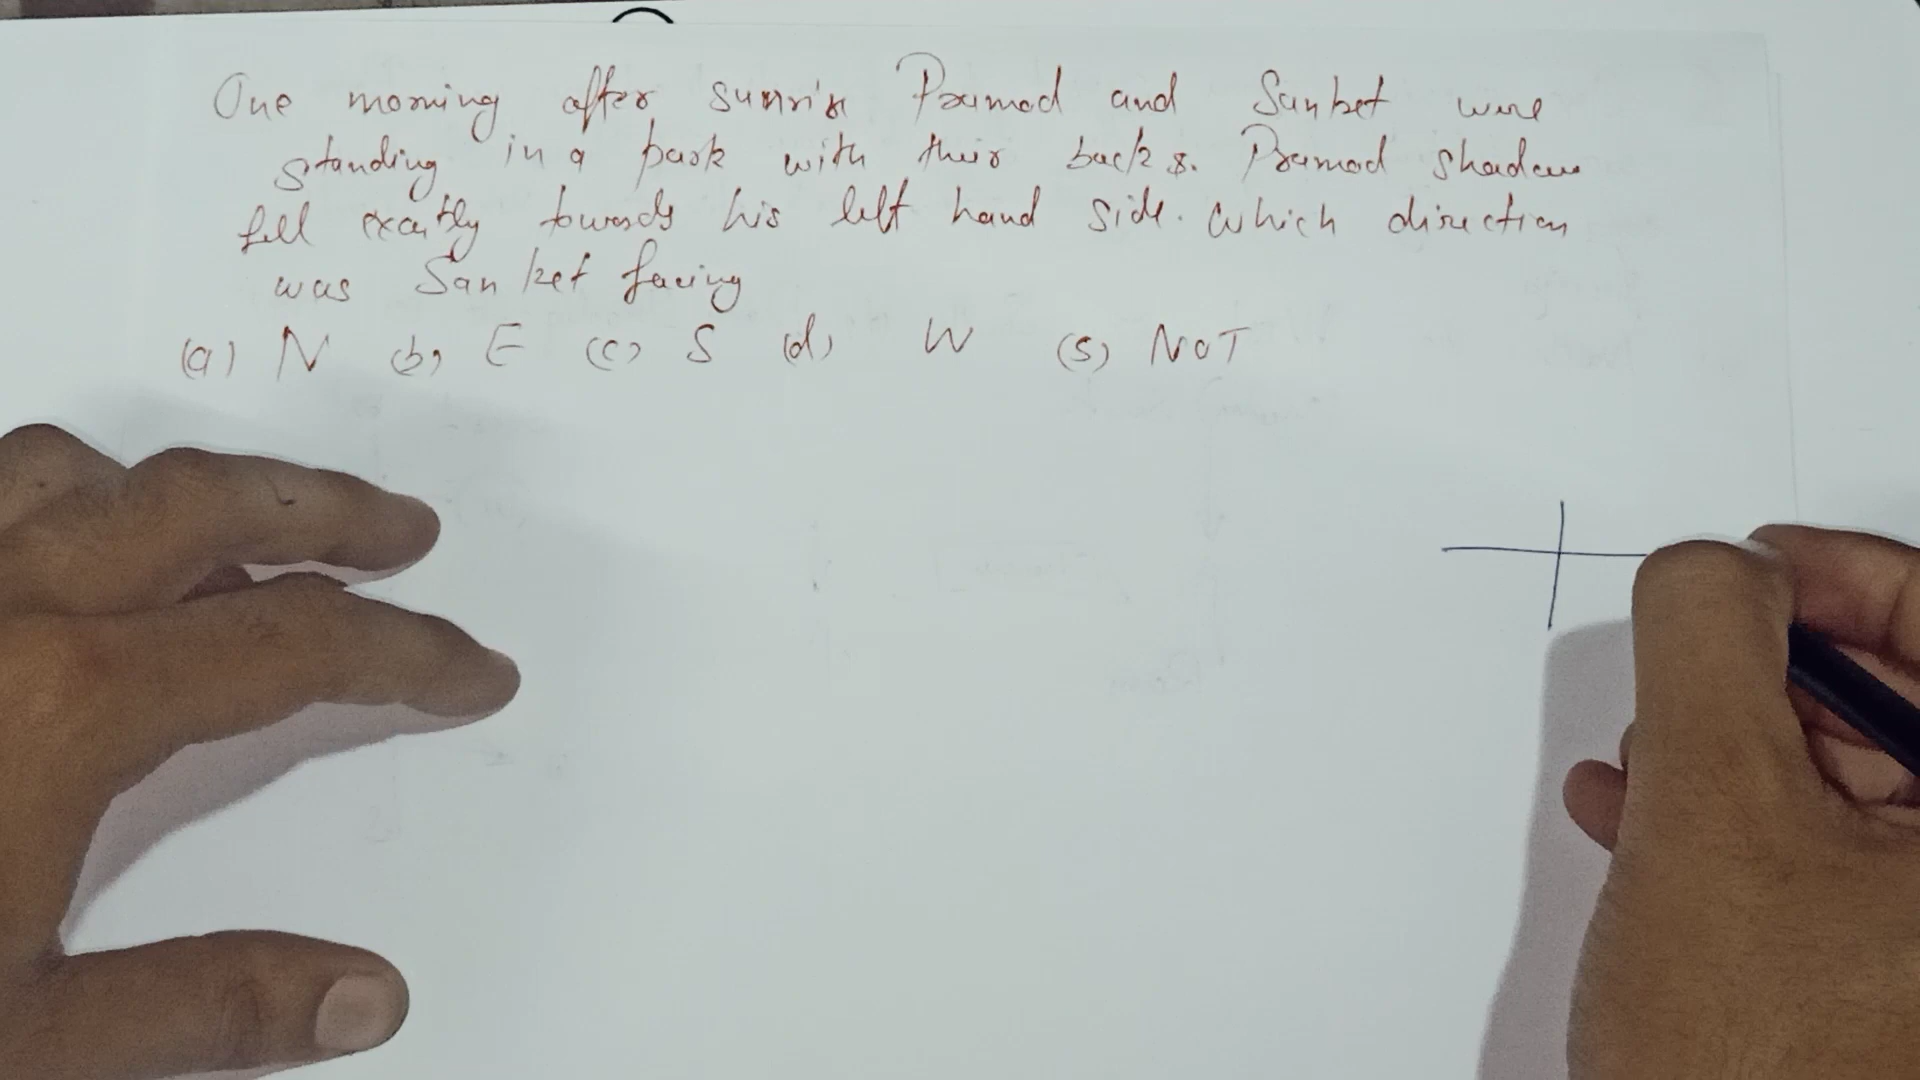 One morning after sunrise Pramod and Sanket were
standing in a park with their backs. Pramod shadow
fell exactly towards his left hand side. Which direction
was Sanket facing
(a) N (b) E (c) S (d) W (5) NOT